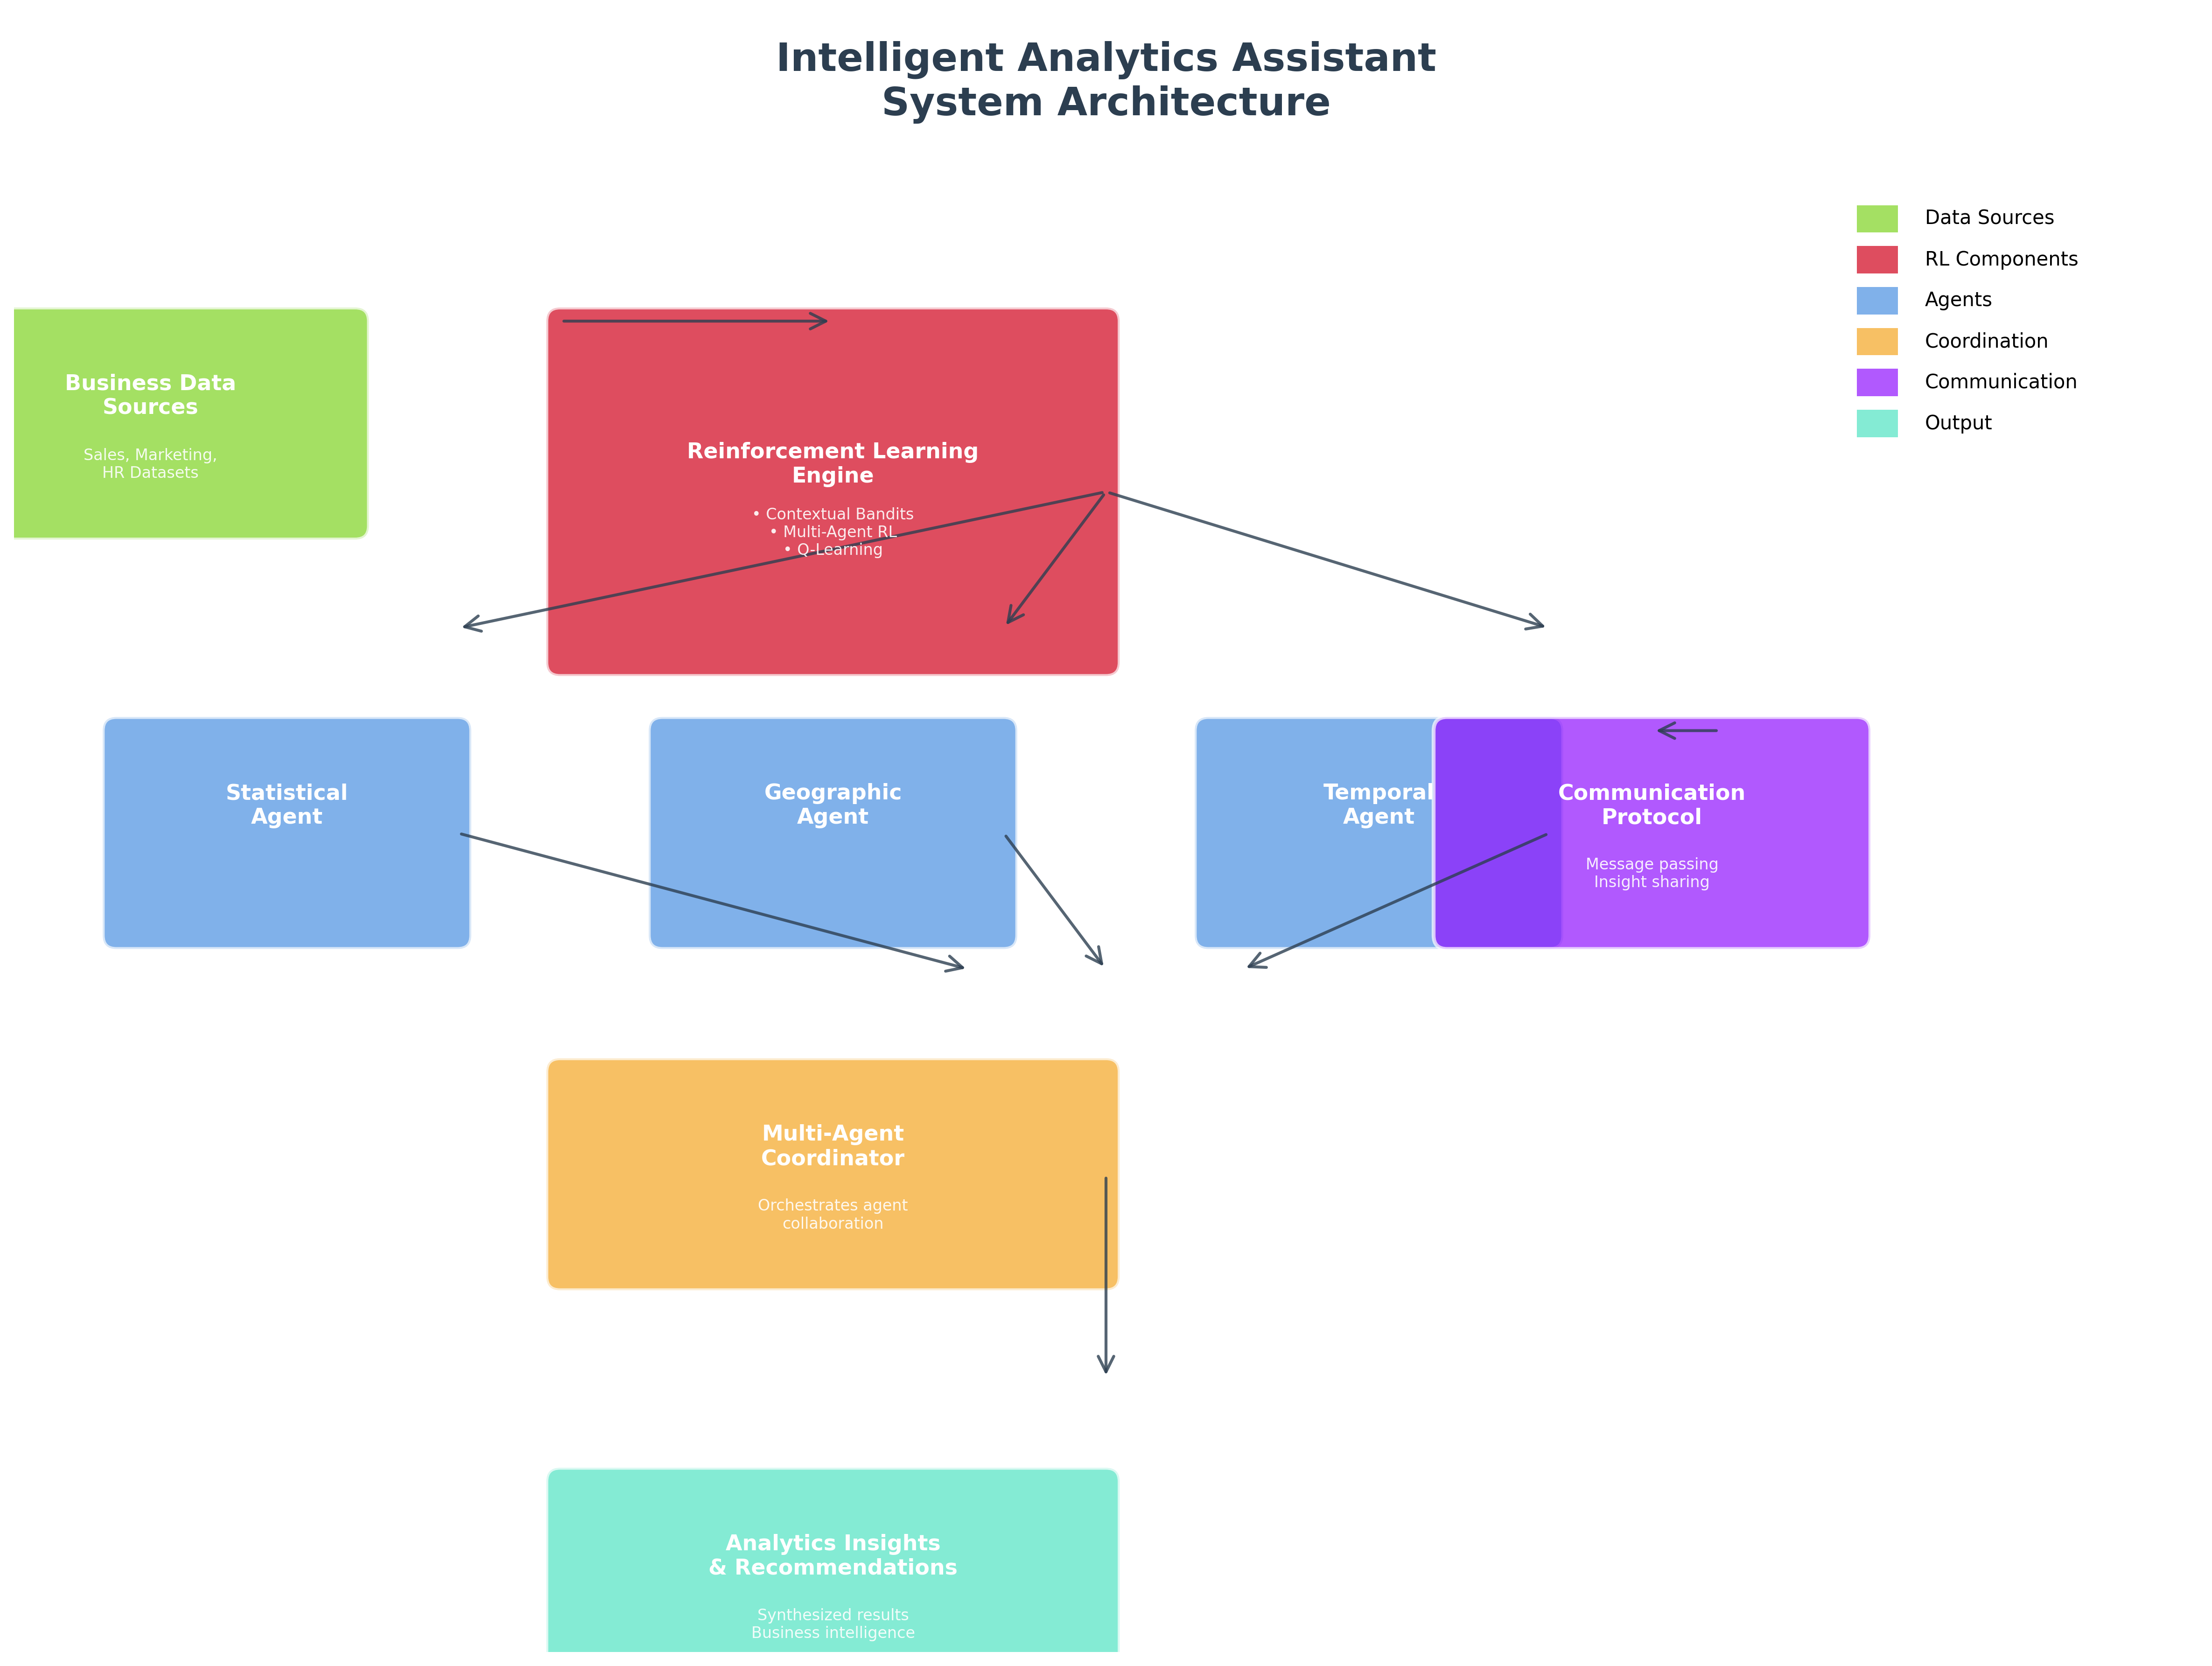 Intelligent Analytics Assistant
System Architecture
Data Sources
RL Components
Agents
Coordination
Communication
Output
Business Data
Sources
Sales, Marketing,
HR Datasets
Reinforcement Learning
Engine
• Contextual Bandits
• Multi-Agent RL
• Q-Learning
Statistical
Agent
Geographic
Agent
Temporal
Agent
Communication
Protocol
Message passing
Insight sharing
Multi-Agent
Coordinator
Orchestrates agent
collaboration
Analytics Insights
& Recommendations
Synthesized results
Business intelligence